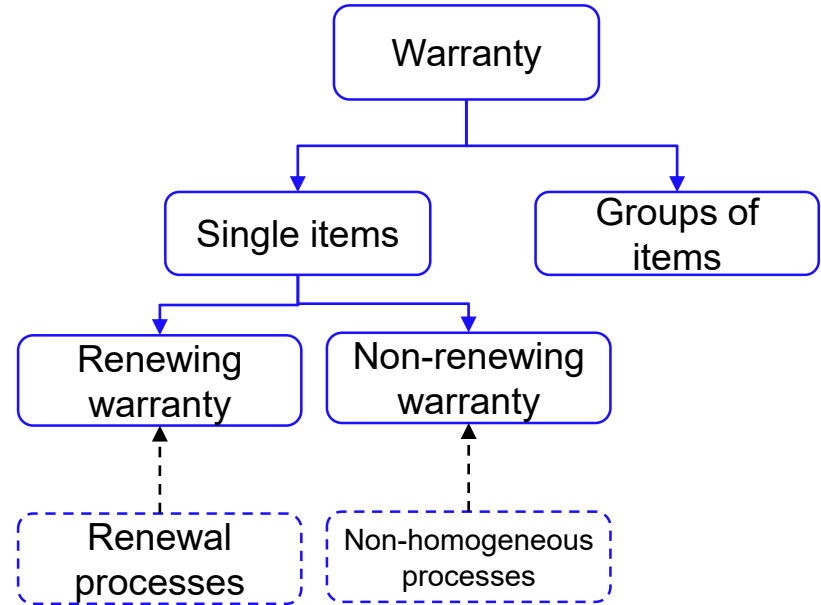 Warranty
Single items
Groups of
items
Renewing
warranty
Non-renewing
warranty
Renewal
processes
Non-homogeneous
processes